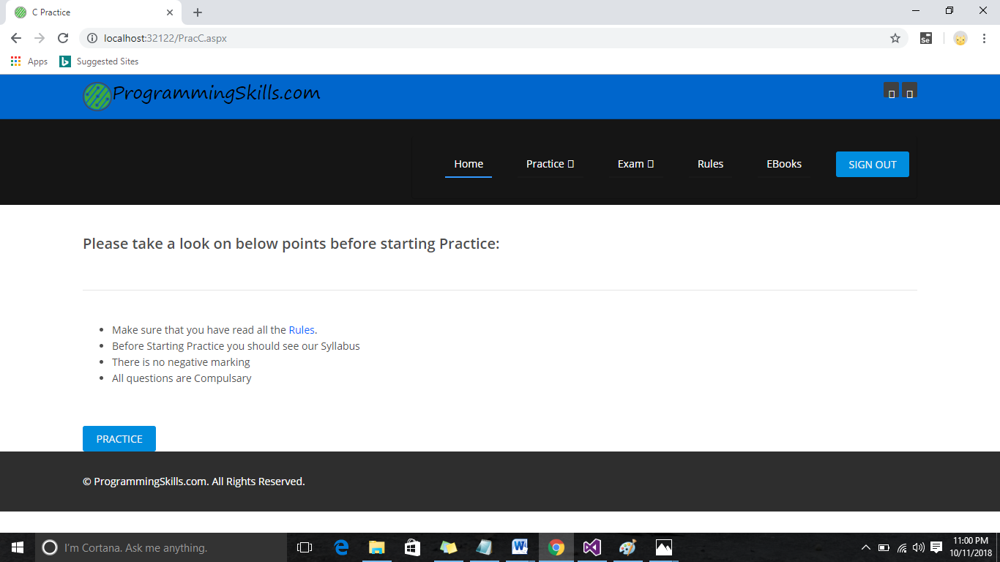 C Practice
localhost:32122/PracC.aspx
Se
Apps
Suggested Sites
ProgrammingSkills.com
Home
Practice
Exam
Rules
EBooks
SIGN OUT
Please take a look on below points before starting Practice:
Make sure that you have read all the Rules.
Before Starting Practice you should see our Syllabus
There is no negative marking
All questions are Compulsary
PRACTICE
© ProgrammingSkills.com. All Rights Reserved.
I'm Cortana. Ask me anything.
11:00 PM
10/11/2018